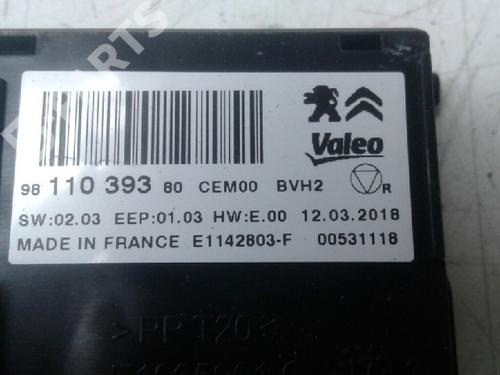 Valeo
98 110 393 80 CEM00 BVH2 R
SW:02.03 EEP:01.03 HW:E.00 12.03.2018
MADE IN FRANCE E1142803-F 00531118
>PP T20<